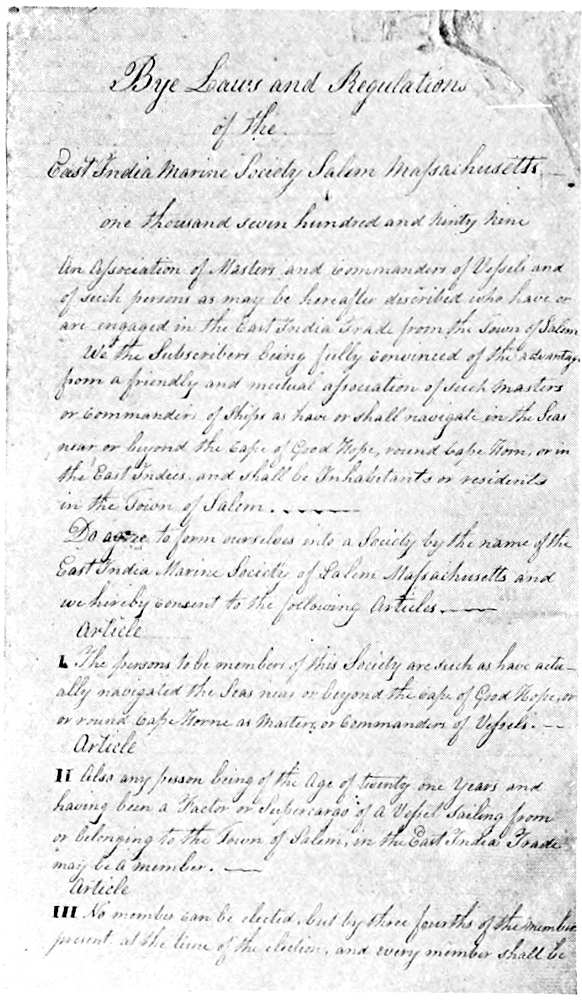 Bye Laws and Regulations
of the
East India Marine Society Salem Massachusetts
one thousand seven hundred and Ninty Nine
An Association of Masters and Commanders of Vessels and
of such persons as may be hereafter described who have or
are engaged in the East India Trade from the Town of Salem
We the Subscribers being fully convinced of the advantage
from a friendly and mutual association of such Masters
or Commanders of Ships as have or shall navigate in the Seas
near or beyond the Cape of Good Hope, round Cape Horn, or in
the East Indies, and shall be Inhabitants or residents
in the Town of Salem.
Do agree to form ourselves into a Society by the name of the
East India Marine Society of Salem Massachusetts and
we hereby consent to the following Articles.
Article
I. The persons to be members of this Society are such as have actu-
ally navigated the Seas near or beyond the Cape of Good Hope, or
or round Cape Horne as Masters, or Commanders of Vessels.
Article
II Also any person being of the Age of twenty one Years and
having been a Factor or Supercargo of a Vessel sailing from
or belonging to the Town of Salem, in the East India Trade
may be a member.
Article
III No member can be elected, but by three fourths of the members
present at the time of the election, and every member shall be